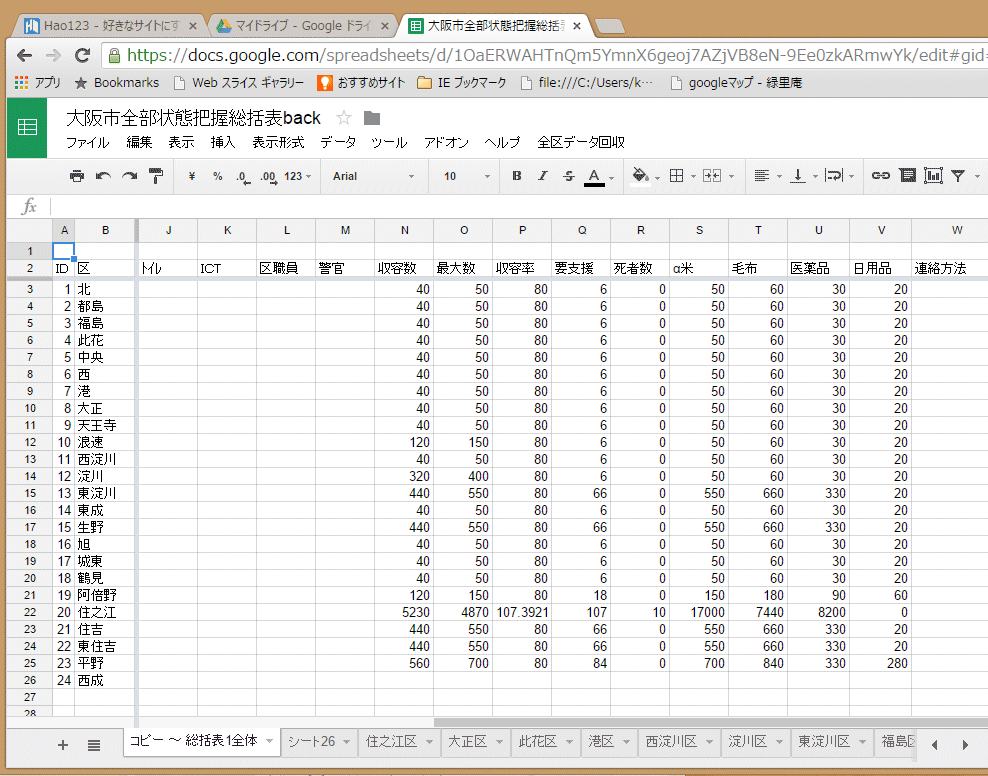 Hao123 - 好きなサイトにす × マイドライブ - Google ドライ × 大阪市全部状態把握総括表 ×
https://docs.google.com/spreadsheets/d/1OaERWAHTnQm5YmnX6geoj7AZjVB8eN-9Ee0zkARmwYk/edit#gid=
アプリ Bookmarks Web スライス ギャラリー おすすめサイト IE ブックマーク file:///C:/Users/k… googleマップ - 緑里庵
大阪市全部状態把握総括表back
ファイル 編集 表示 挿入 表示形式 データ ツール アドオン ヘルプ 全区データ回収
¥ % .0 .00 123 Arial 10 B I S A
fx
A B J K L M N O P Q R S T U V W
1
2 ID 区 トイレ ICT 区職員 警官 収容数 最大数 収容率 要支援 死者数 α米 毛布 医薬品 日用品 連絡方法
3 1 北 40 50 80 6 0 50 60 30 20
4 2 都島 40 50 80 6 0 50 60 30 20
5 3 福島 40 50 80 6 0 50 60 30 20
6 4 此花 40 50 80 6 0 50 60 30 20
7 5 中央 40 50 80 6 0 50 60 30 20
8 6 西 40 50 80 6 0 50 60 30 20
9 7 港 40 50 80 6 0 50 60 30 20
10 8 大正 40 50 80 6 0 50 60 30 20
11 9 天王寺 40 50 80 6 0 50 60 30 20
12 10 浪速 120 150 80 6 0 50 60 30 20
13 11 西淀川 40 50 80 6 0 50 60 30 20
14 12 淀川 320 400 80 6 0 50 60 30 20
15 13 東淀川 440 550 80 66 0 550 660 330 20
16 14 東成 40 50 80 6 0 50 60 30 20
17 15 生野 440 550 80 66 0 550 660 330 20
18 16 旭 40 50 80 6 0 50 60 30 20
19 17 城東 40 50 80 6 0 50 60 30 20
20 18 鶴見 40 50 80 6 0 50 60 30 20
21 19 阿倍野 120 150 80 18 0 150 180 90 60
22 20 住之江 5230 4870 107.3921 107 10 17000 7440 8200 0
23 21 住吉 440 550 80 66 0 550 660 330 20
24 22 東住吉 440 550 80 66 0 550 660 330 20
25 23 平野 560 700 80 84 0 700 840 330 280
26 24 西成
27
28
コピー ～ 総括表1全体 シート26 住之江区 大正区 此花区 港区 西淀川区 淀川区 東淀川区 福島区